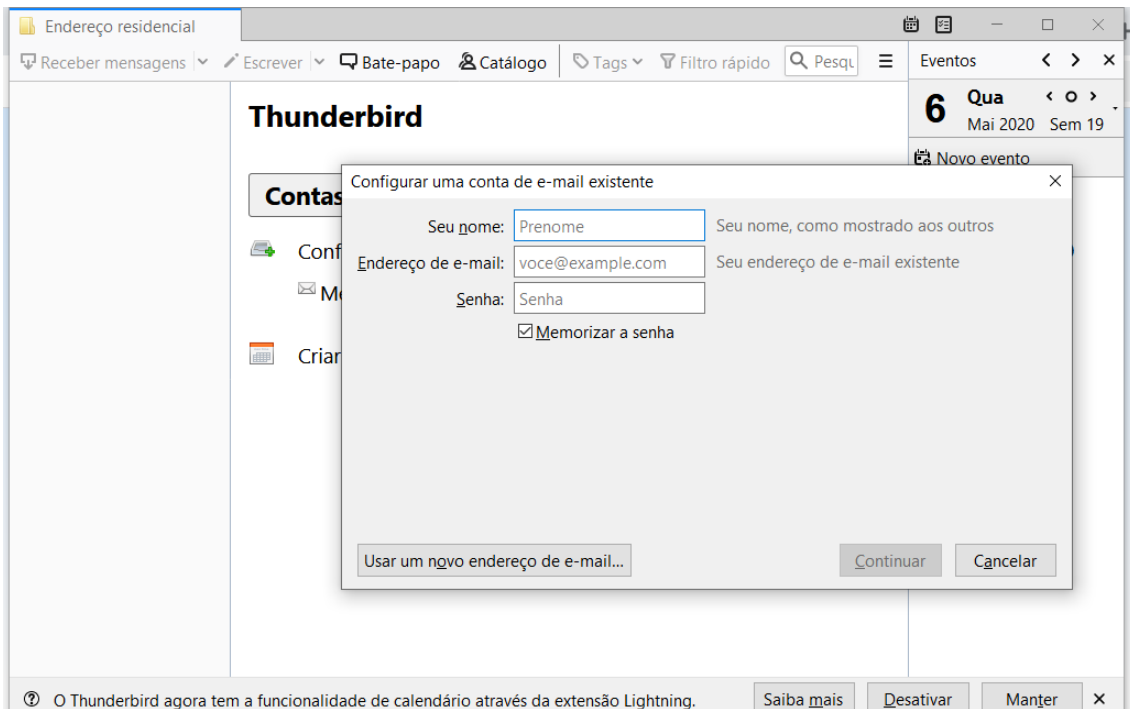 Endereço residencial
Receber mensagens Escrever Bate-papo Catálogo Tags Filtro rápido Pesqu
Eventos
6 Qua
Mai 2020 Sem 19
Novo evento
Thunderbird
Contas
Conf
Me
Criar
Configurar uma conta de e-mail existente
Seu nome: Prenome Seu nome, como mostrado aos outros
Endereço de e-mail: voce@example.com Seu endereço de e-mail existente
Senha: Senha
Memorizar a senha
Usar um novo endereço de e-mail... Continuar Cancelar
O Thunderbird agora tem a funcionalidade de calendário através da extensão Lightning. Saiba mais Desativar Manter